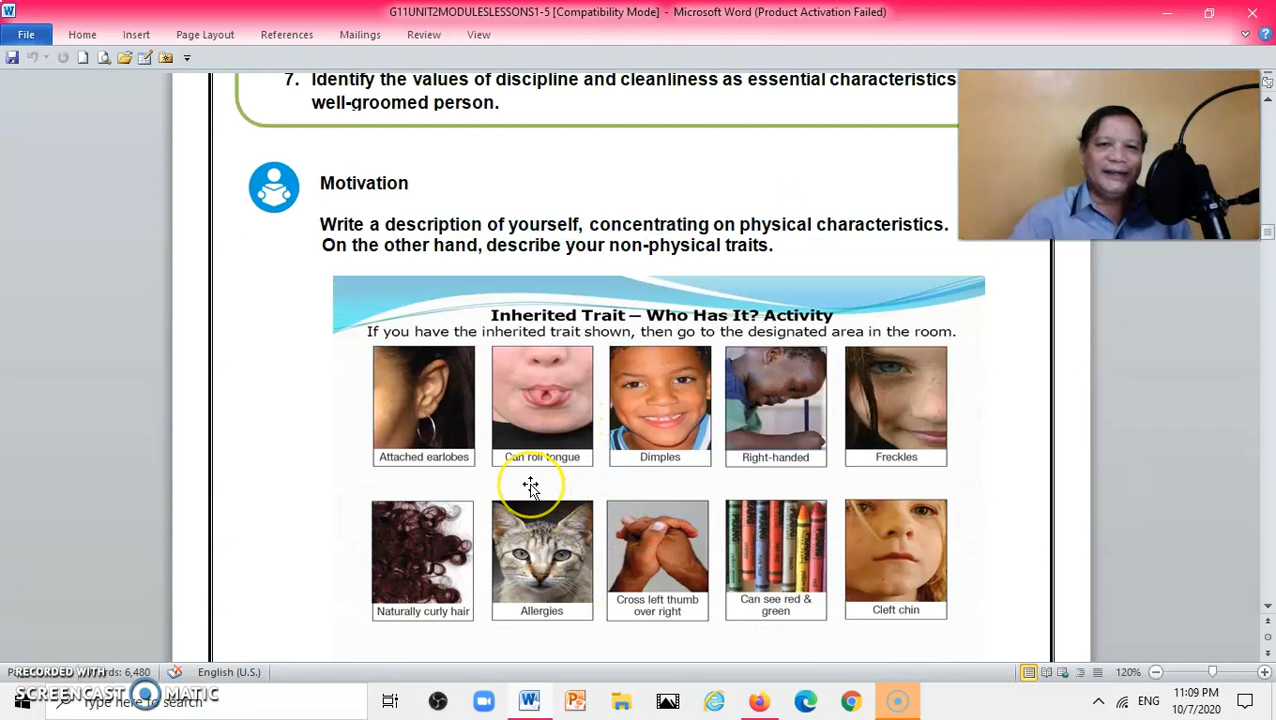 G11UNIT2MODULESLESSONS1-5 [Compatibility Mode] - Microsoft Word (Product Activation Failed)
File Home Insert Page Layout References Mailings Review View
7. Identify the values of discipline and cleanliness as essential characteristics
well-groomed person.
Motivation
Write a description of yourself, concentrating on physical characteristics.
On the other hand, describe your non-physical traits.
Inherited Trait – Who Has It? Activity
If you have the inherited trait shown, then go to the designated area in the room.
Attached earlobes
Can roll tongue
Dimples
Right-handed
Freckles
Naturally curly hair
Allergies
Cross left thumb
over right
Can see red &
green
Cleft chin
6,480
English (U.S.)
120%
RECORDED WITH
SCREENCAST MATIC
Type here to search
ENG
11:09 PM
10/7/2020